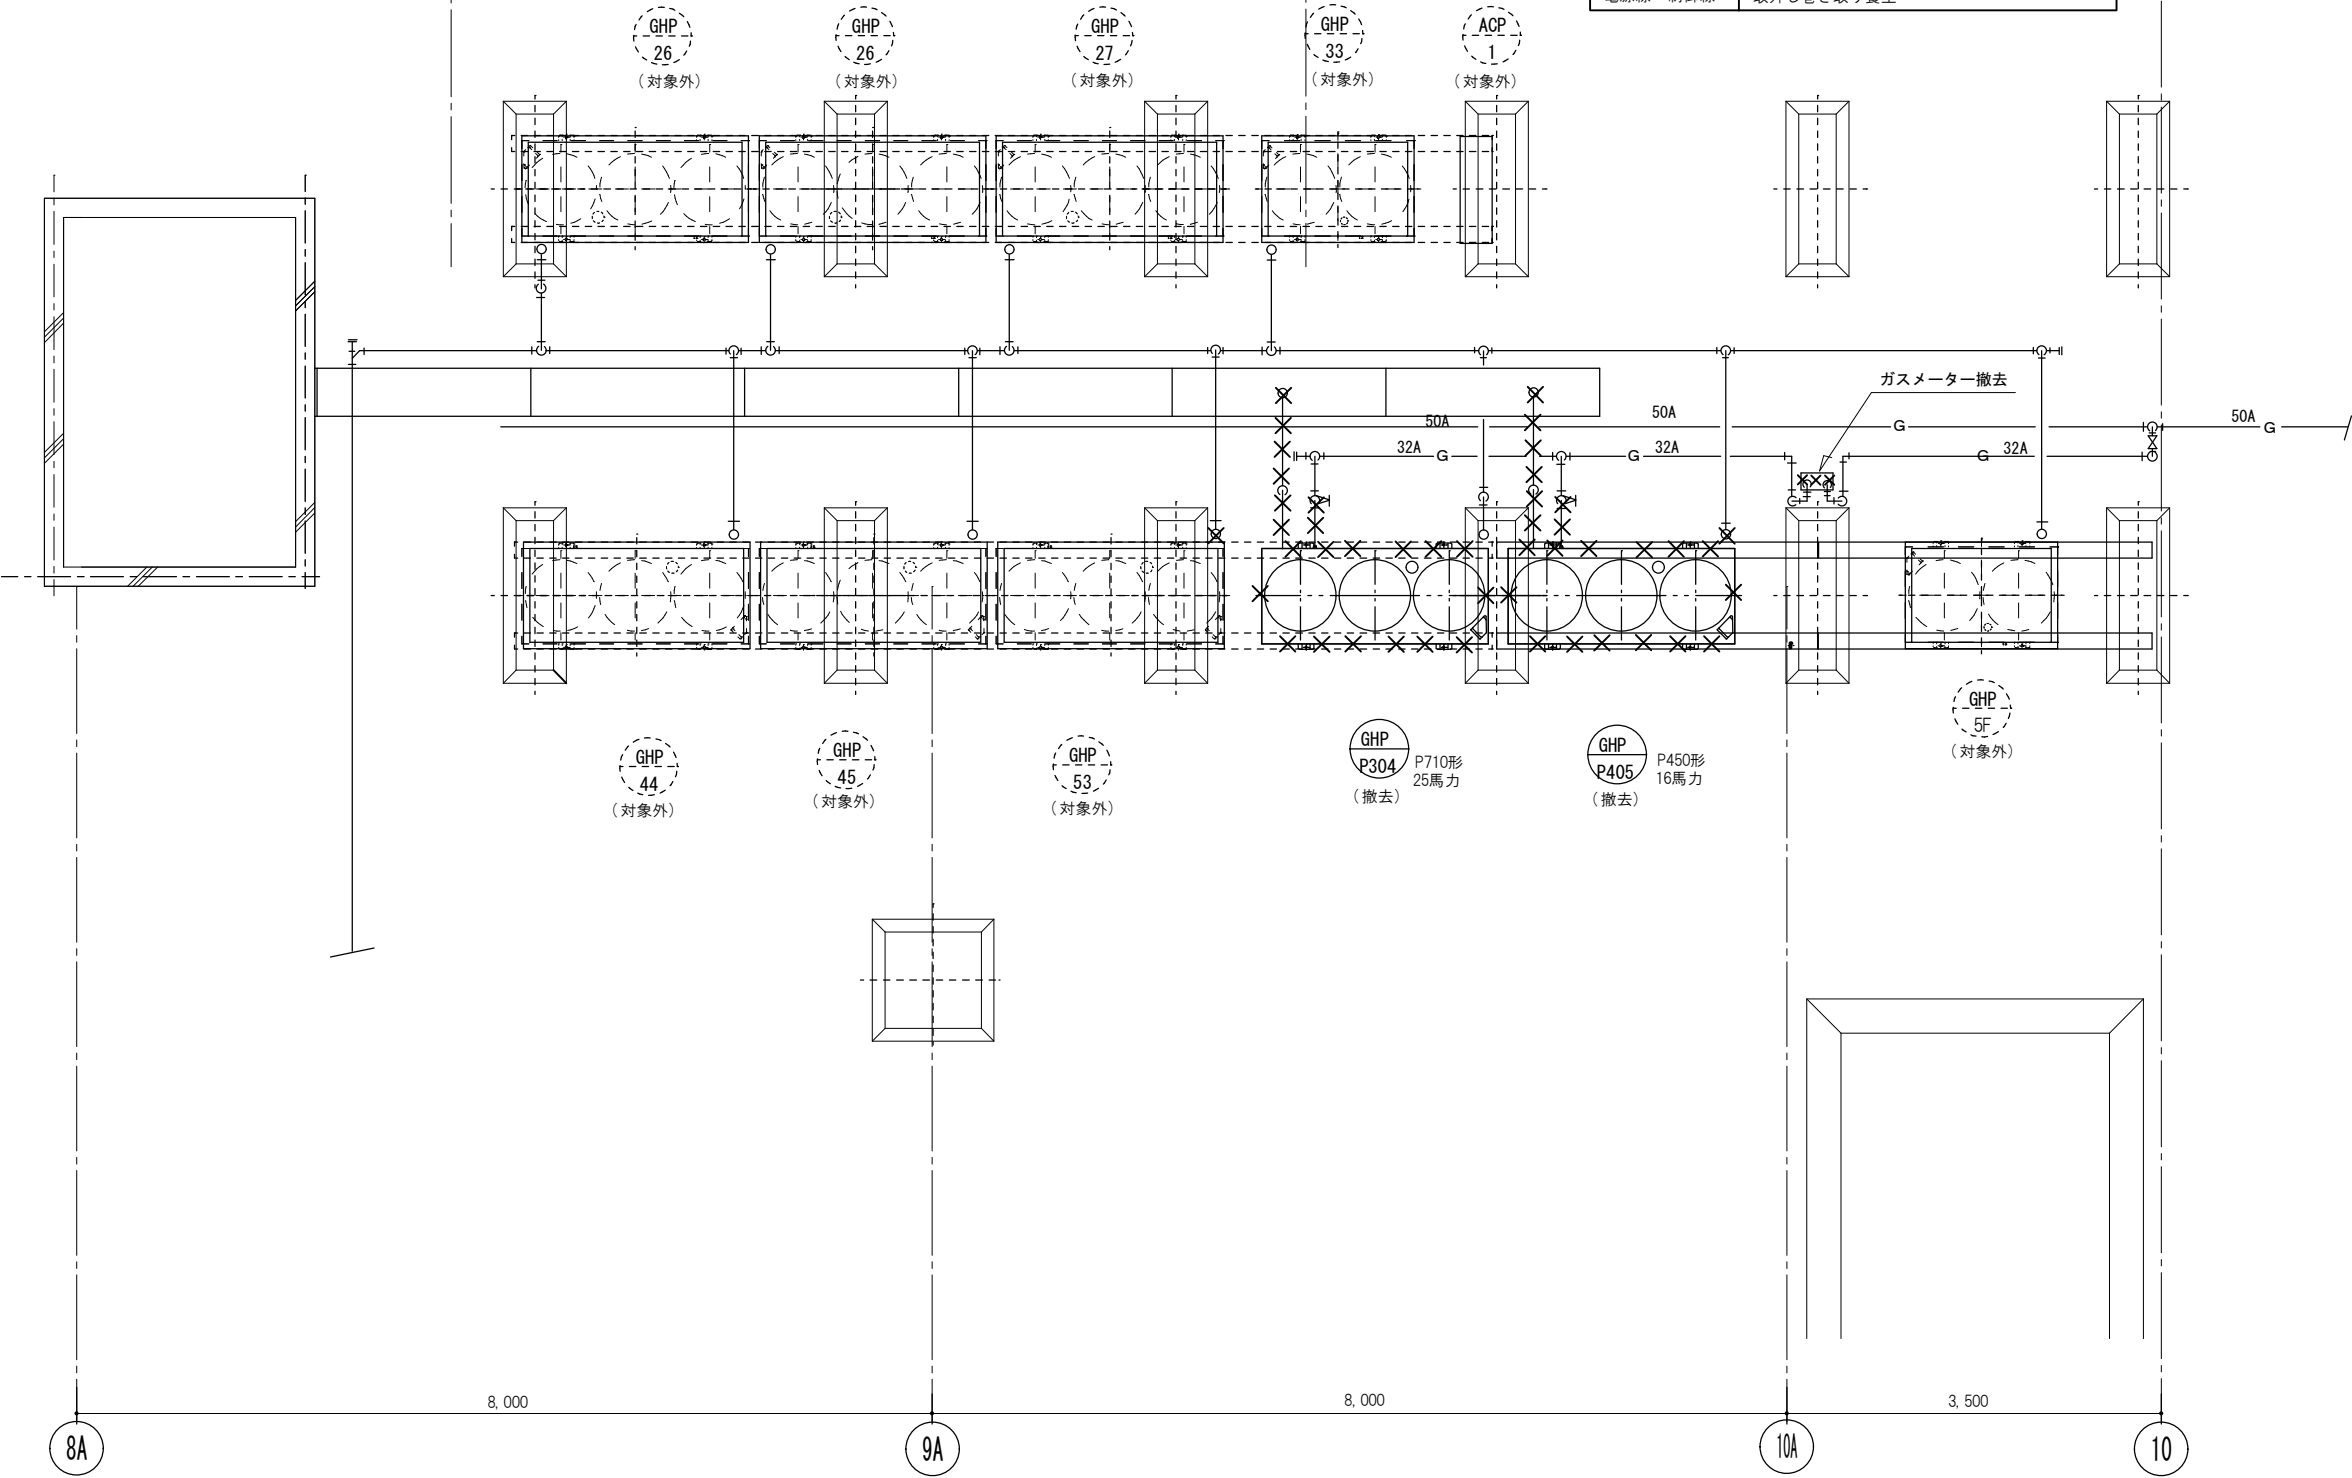 GHP
26
(対象外)
GHP
26
(対象外)
GHP
27
(対象外)
GHP
33
(対象外)
ACP
1
(対象外)
ガスメーター撤去
50A
50A
G
50A
G
32A
G
G
32A
G
32A
GHP
44
(対象外)
GHP
45
(対象外)
GHP
53
(対象外)
GHP
P304
P710形
25馬力
(撤去)
GHP
P405
P450形
16馬力
(撤去)
GHP
5F
(対象外)
8,000
8,000
3,500
8A
9A
10A
10